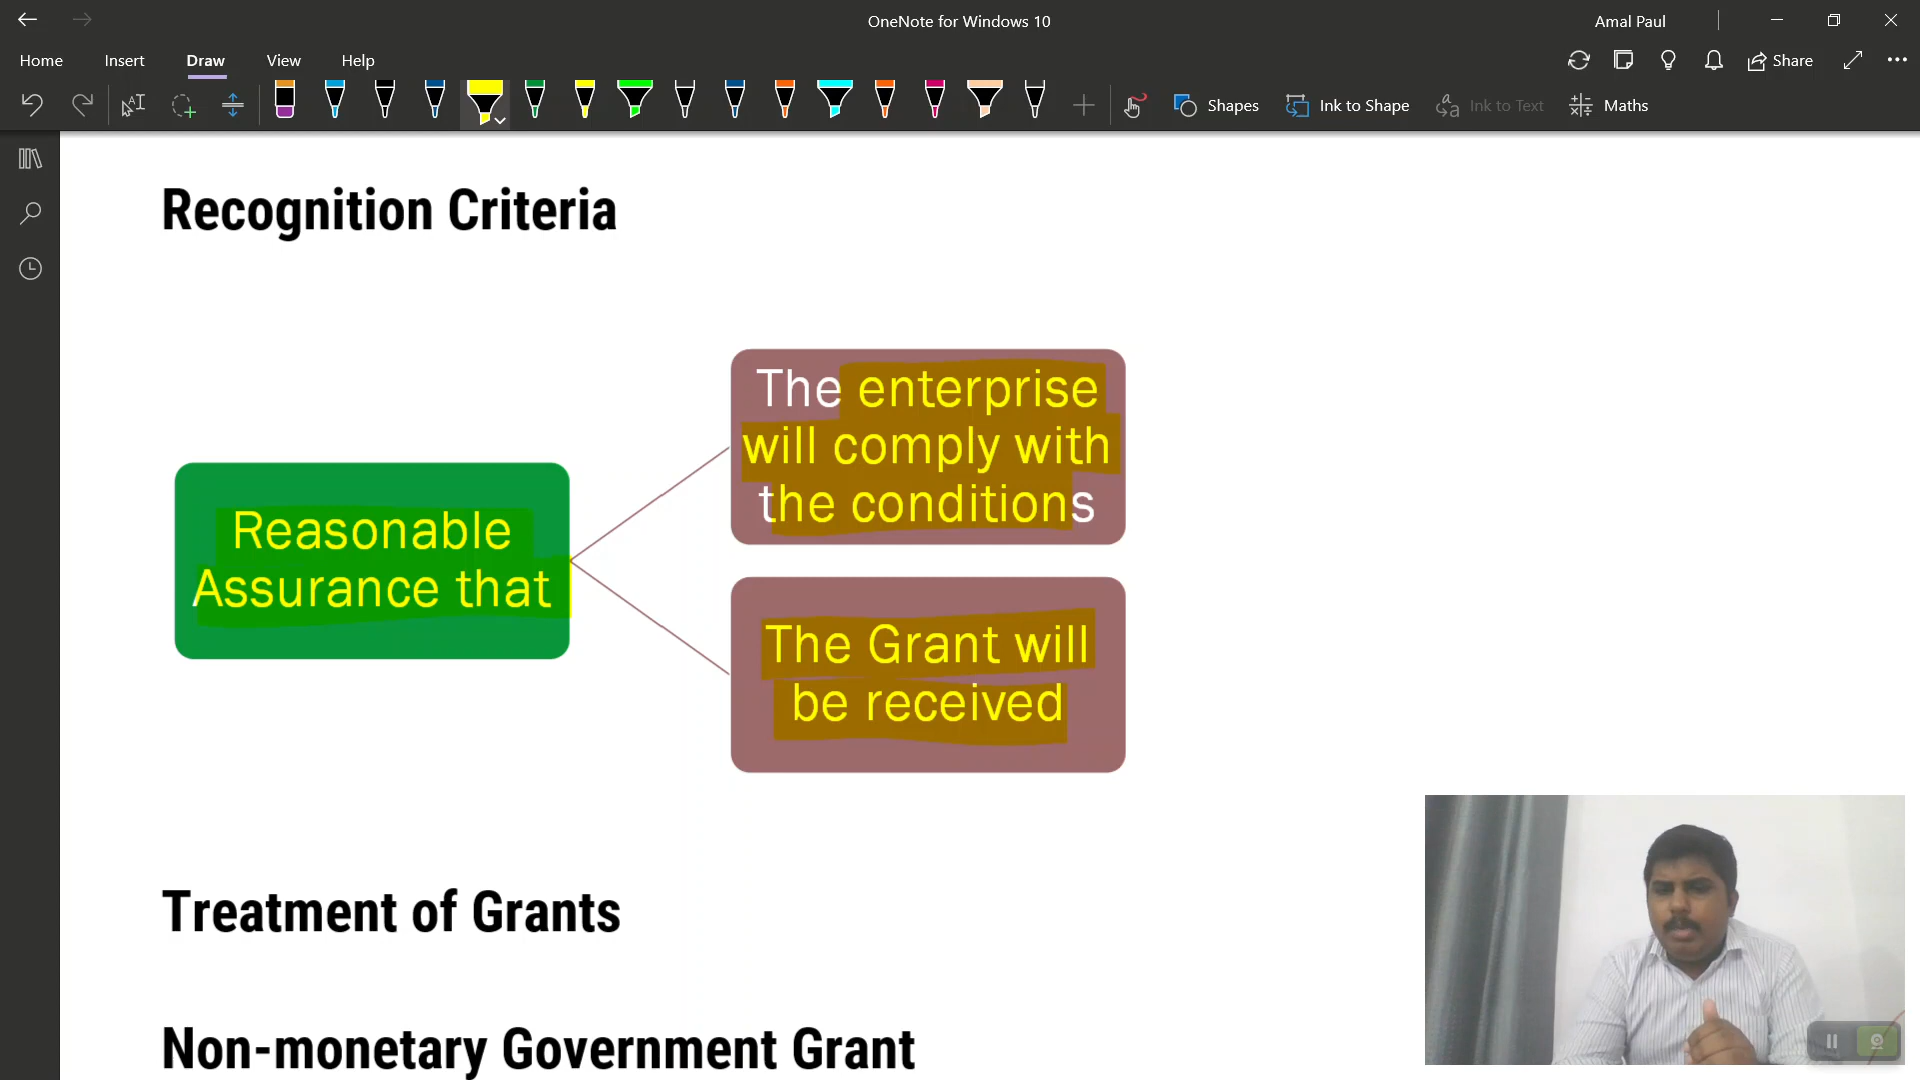 OneNote for Windows 10
Amal Paul
Home Insert Draw View Help
Share
Shapes Ink to Shape Ink to Text Maths
Recognition Criteria
Reasonable
Assurance that
The enterprise
will comply with
the conditions
The Grant will
be received
Treatment of Grants
Non-monetary Government Grant